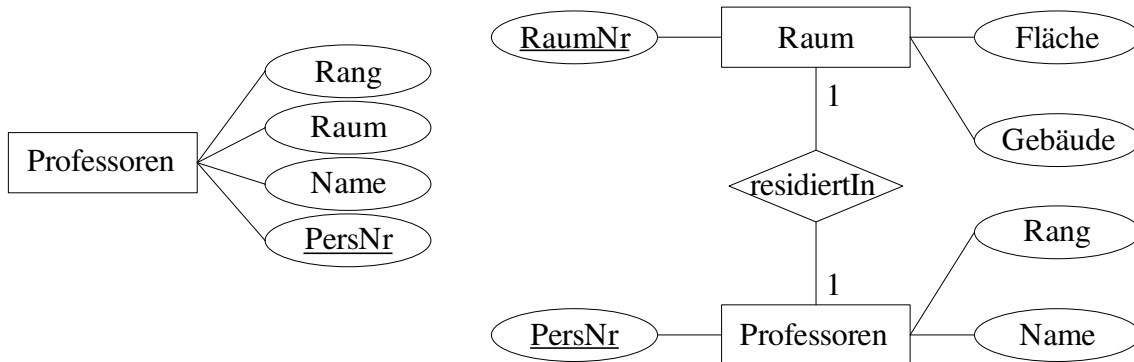 Rang
Raum
Professoren
Name
PersNr
RaumNr
Raum
Fläche
1
Gebäude
residiertIn
Rang
1
PersNr
Professoren
Name